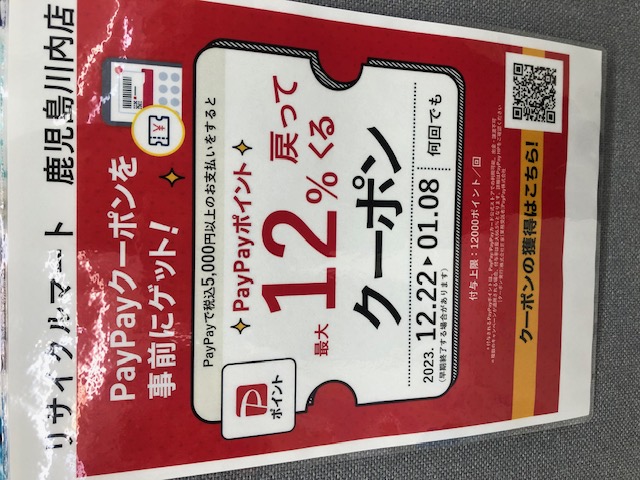 リサイクルマート 鹿児島川内店
PayPayクーポンを
事前にゲット!
PayPayで税込5,000円以上のお支払いをすると
PayPayポイント
最大12%戻ってくる
クーポン
2023.12.22▶01.08 何回でも
(早期終了する場合があります)
ポイント
付与上限：12000ポイント／回
クーポンの獲得はこちら!